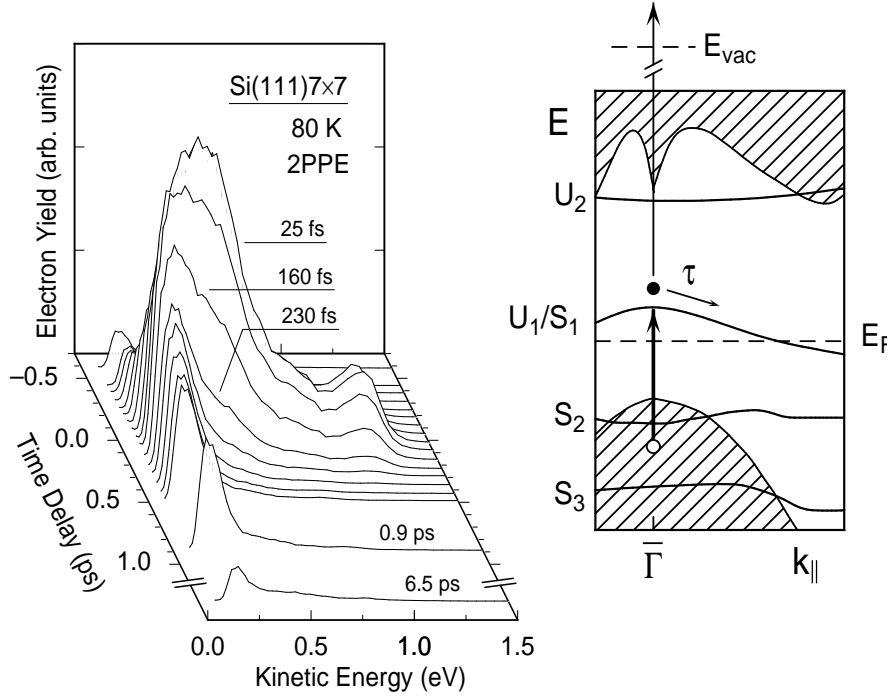 Si(111)7×7
80 K
2PPE
25 fs
160 fs
230 fs
0.9 ps
6.5 ps
Electron Yield (arb. units)
−0.5
0.0
0.5
1.0
Time Delay (ps)
0.0
0.5
1.0
1.5
Kinetic Energy (eV)
E_vac
E
U_2
τ
U_1/S_1
E_F
S_2
S_3
Γ̅
k_||